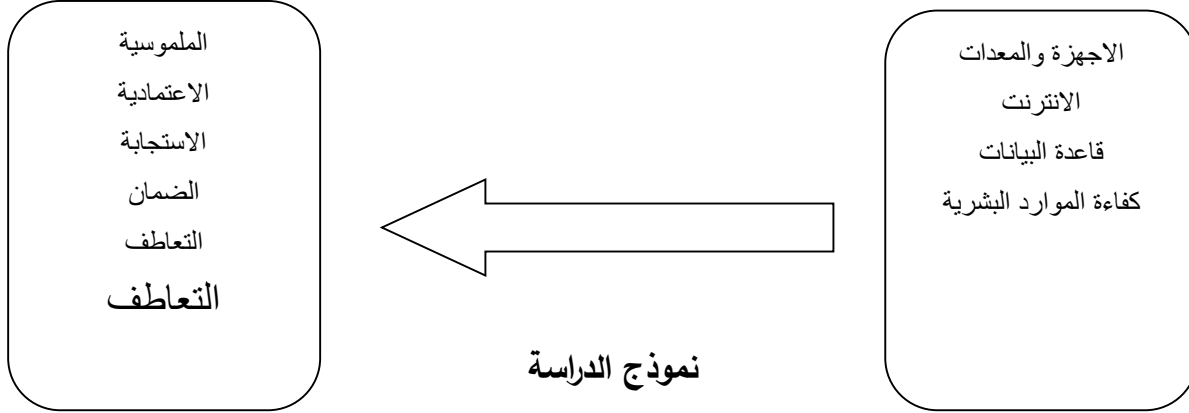 الاجهزة والمعدات
الانترنت
قاعدة البيانات
كفاءة الموارد البشرية
الملموسية
الاعتمادية
الاستجابة
الضمان
التعاطف
التعاطف
نموذج الدراسة